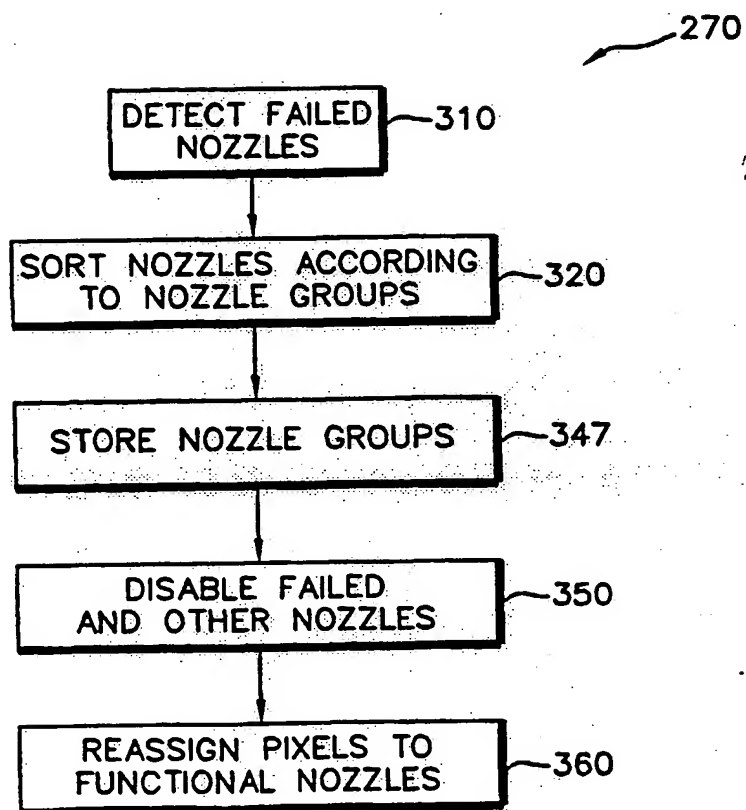 270
DETECT FAILED
NOZZLES
310
SORT NOZZLES ACCORDING
TO NOZZLE GROUPS
320
STORE NOZZLE GROUPS
347
DISABLE FAILED
AND OTHER NOZZLES
350
REASSIGN PIXELS TO
FUNCTIONAL NOZZLES
360